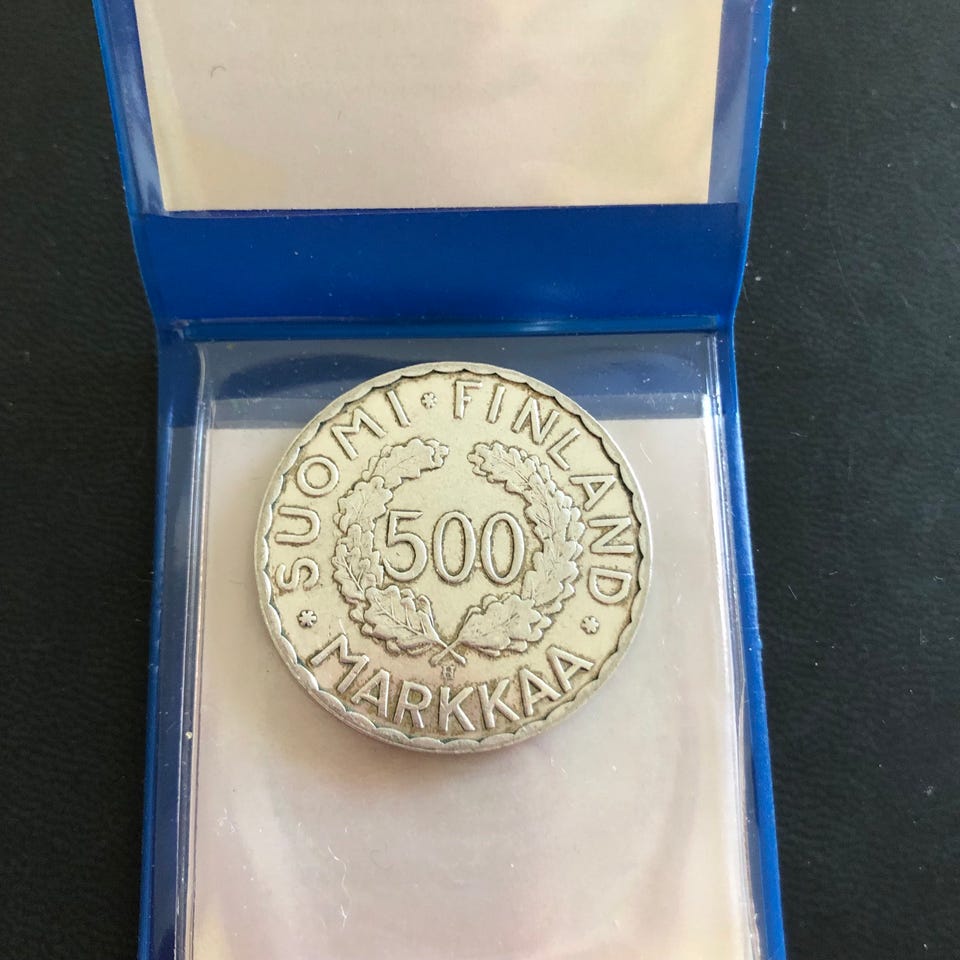 SUOMI * FINLAND
500
H
* MARKKAA *